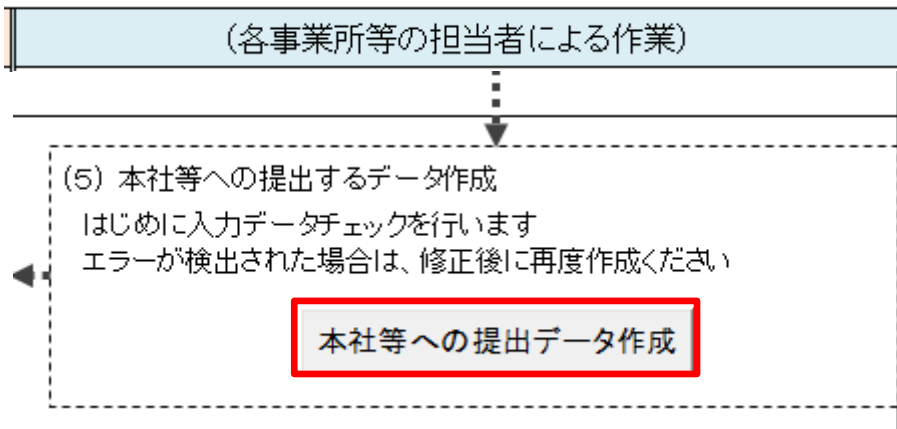 (各事業所等の担当者による作業)
(5) 本社等への提出するデータ作成
はじめに入力データチェックを行います
エラーが検出された場合は、修正後に再度作成ください
本社等への提出データ作成